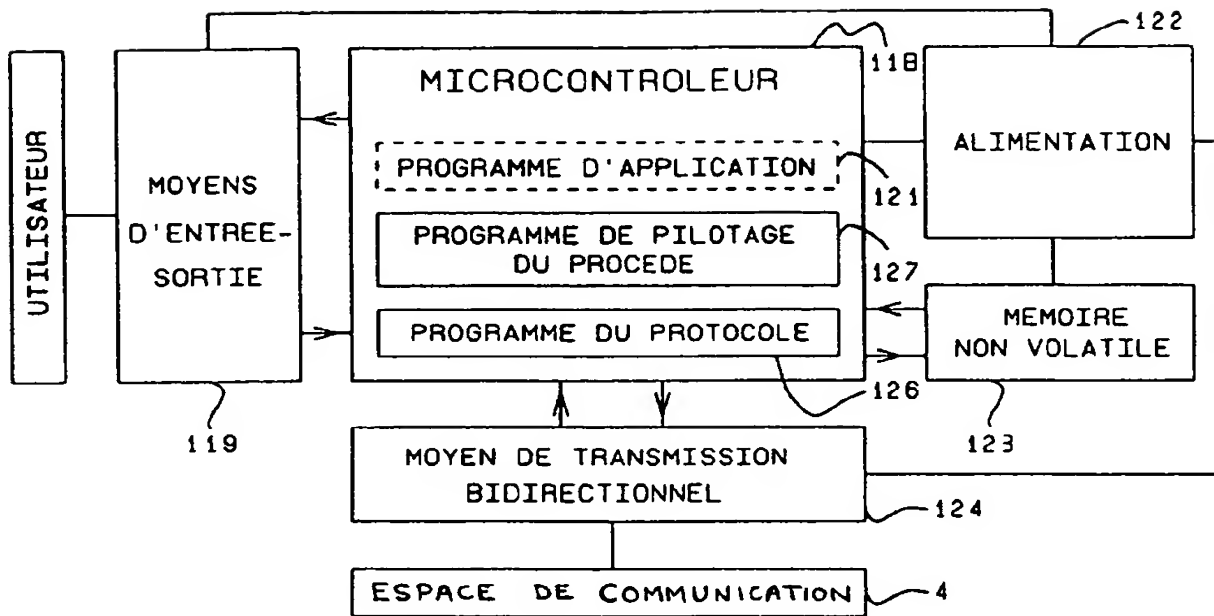 122
118
MICROCONTROLEUR
UTILISATEUR
MOYENS
D'ENTREE-
SORTIE
ALIMENTATION
PROGRAMME D'APPLICATION
121
PROGRAMME DE PILOTAGE
DU PROCEDE
127
PROGRAMME DU PROTOCOLE
MEMOIRE
NON VOLATILE
126
119
123
MOYEN DE TRANSMISSION
BIDIRECTIONNEL
124
ESPACE DE COMMUNICATION
4